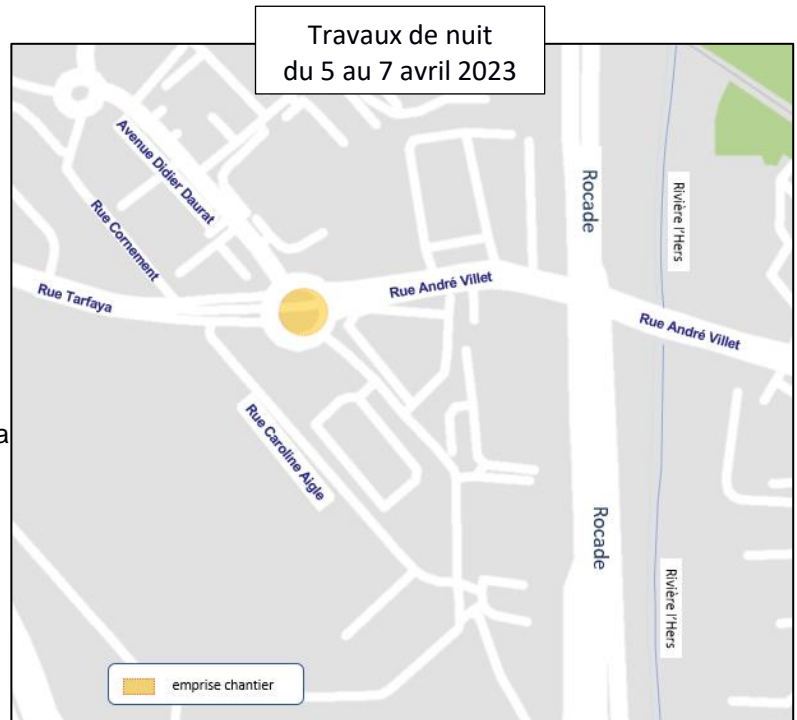 Travaux de nuit
du 5 au 7 avril 2023
Avenue Didier Daurat
Rocade
Rivière l'Hers
Rue Cornement
Rue André Villet
Rue Tarfaya
Rue André Villet
a
Rue Caroline Aigle
Rocade
Rivière l'Hers
emprise chantier